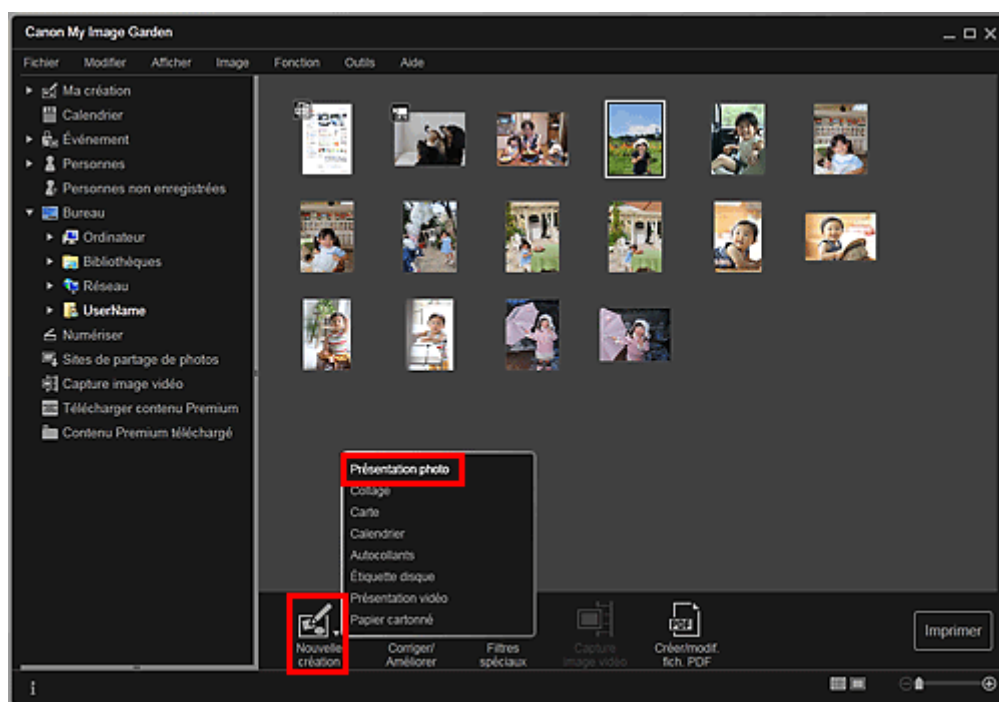 Canon My Image Garden
Fichier Modifier Afficher Image Fonction Outils Aide
Ma création
Calendrier
Événement
Personnes
Personnes non enregistrées
Bureau
Ordinateur
Bibliothèques
Réseau
UserName
Numériser
Sites de partage de photos
Capture image vidéo
Télécharger contenu Premium
Contenu Premium téléchargé
Présentation photo
Collage
Carte
Calendrier
Autocollants
Étiquette disque
Présentation vidéo
Papier cartonné
Nouvelle
création
Corriger/
Améliorer
Filtres
spéciaux
Capture
image vidéo
PDF
Créer/modif.
fich. PDF
Imprimer